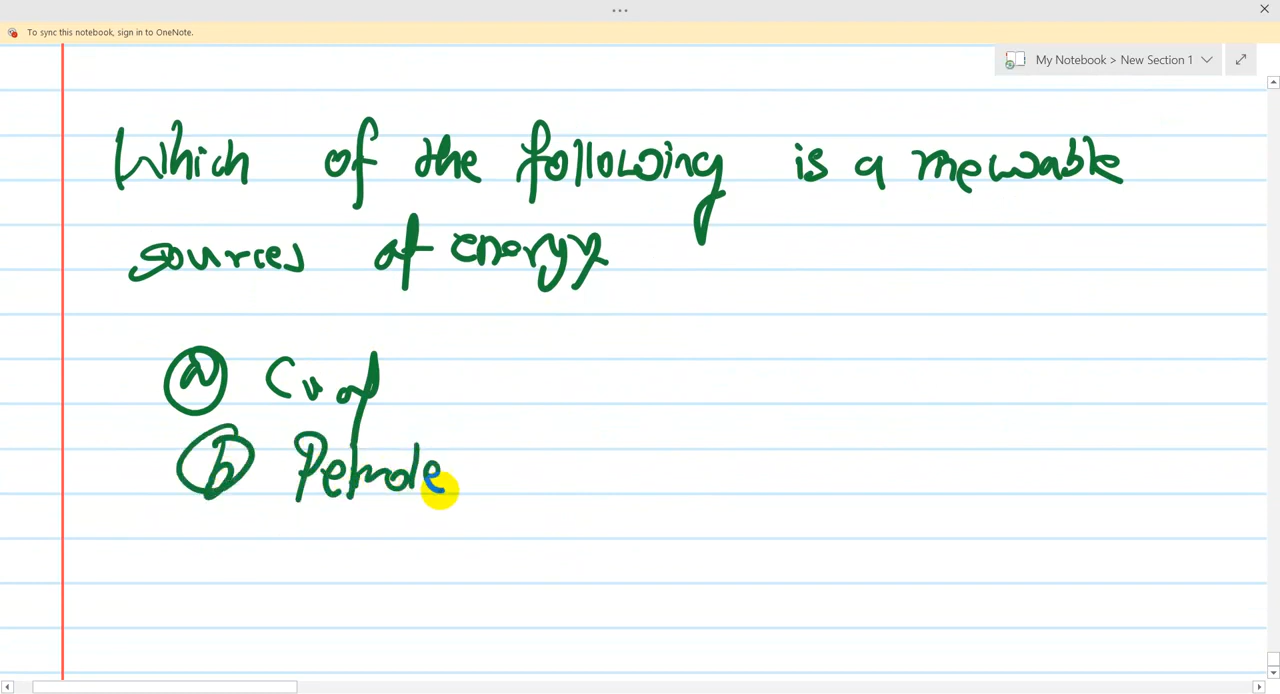 To sync this notebook, sign in to OneNote.
My Notebook > New Section 1
Which of the following is a renewable
sources of energy
a Coal
b Petrole